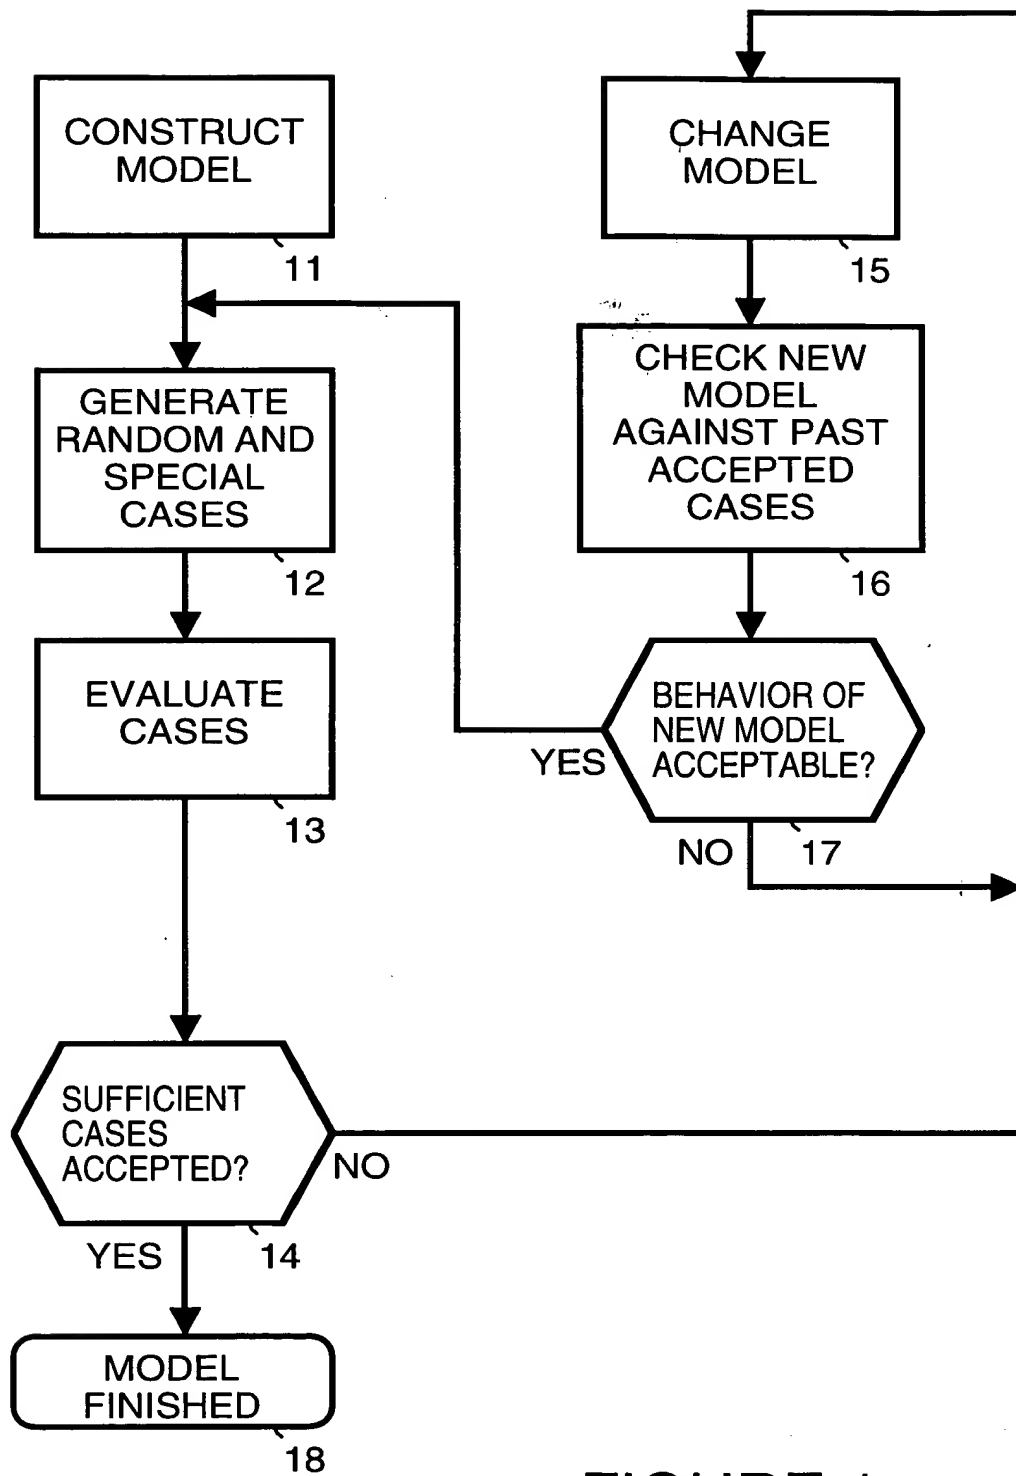 CONSTRUCT
MODEL
11
GENERATE
RANDOM AND
SPECIAL
CASES
12
EVALUATE
CASES
13
SUFFICIENT
CASES
ACCEPTED?
NO
YES
14
MODEL
FINISHED
18
CHANGE
MODEL
15
CHECK NEW
MODEL
AGAINST PAST
ACCEPTED
CASES
16
BEHAVIOR OF
NEW MODEL
ACCEPTABLE?
YES
NO
17